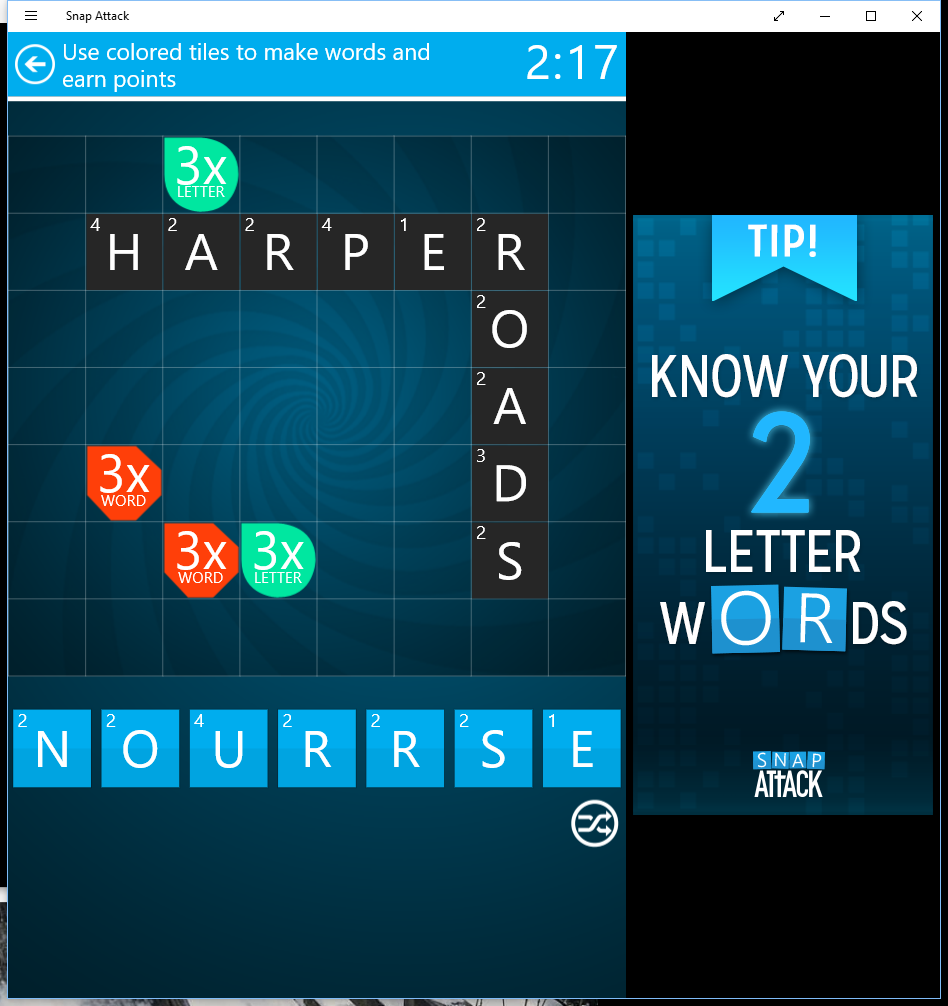 Snap Attack
Use colored tiles to make words and
earn points
2:17
3x
LETTER
4 H 2 A 2 R 4 P 1 E 2 R
2 O
2 A
3x
WORD
3 D
3x
WORD
3x
LETTER
2 S
2 N 2 O 4 U 2 R 2 R 2 S 1 E
TIP!
KNOW YOUR
2
LETTER
WORDS
SNAP
ATTACK